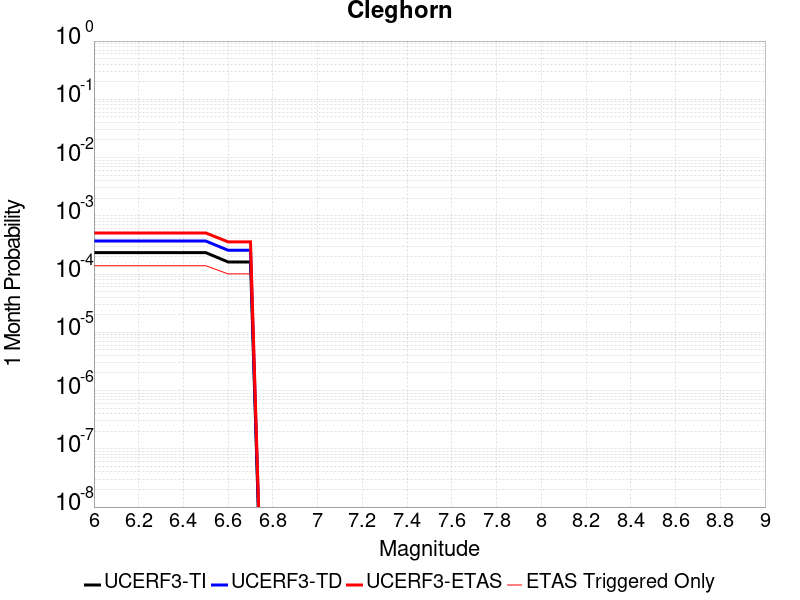 Cleghorn
1 Month Probability
10^0
10^-1
10^-2
10^-3
10^-4
10^-5
10^-6
10^-7
10^-8
6 6.2 6.4 6.6 6.8 7 7.2 7.4 7.6 7.8 8 8.2 8.4 8.6 8.8 9
Magnitude
UCERF3-TI UCERF3-TD UCERF3-ETAS ETAS Triggered Only